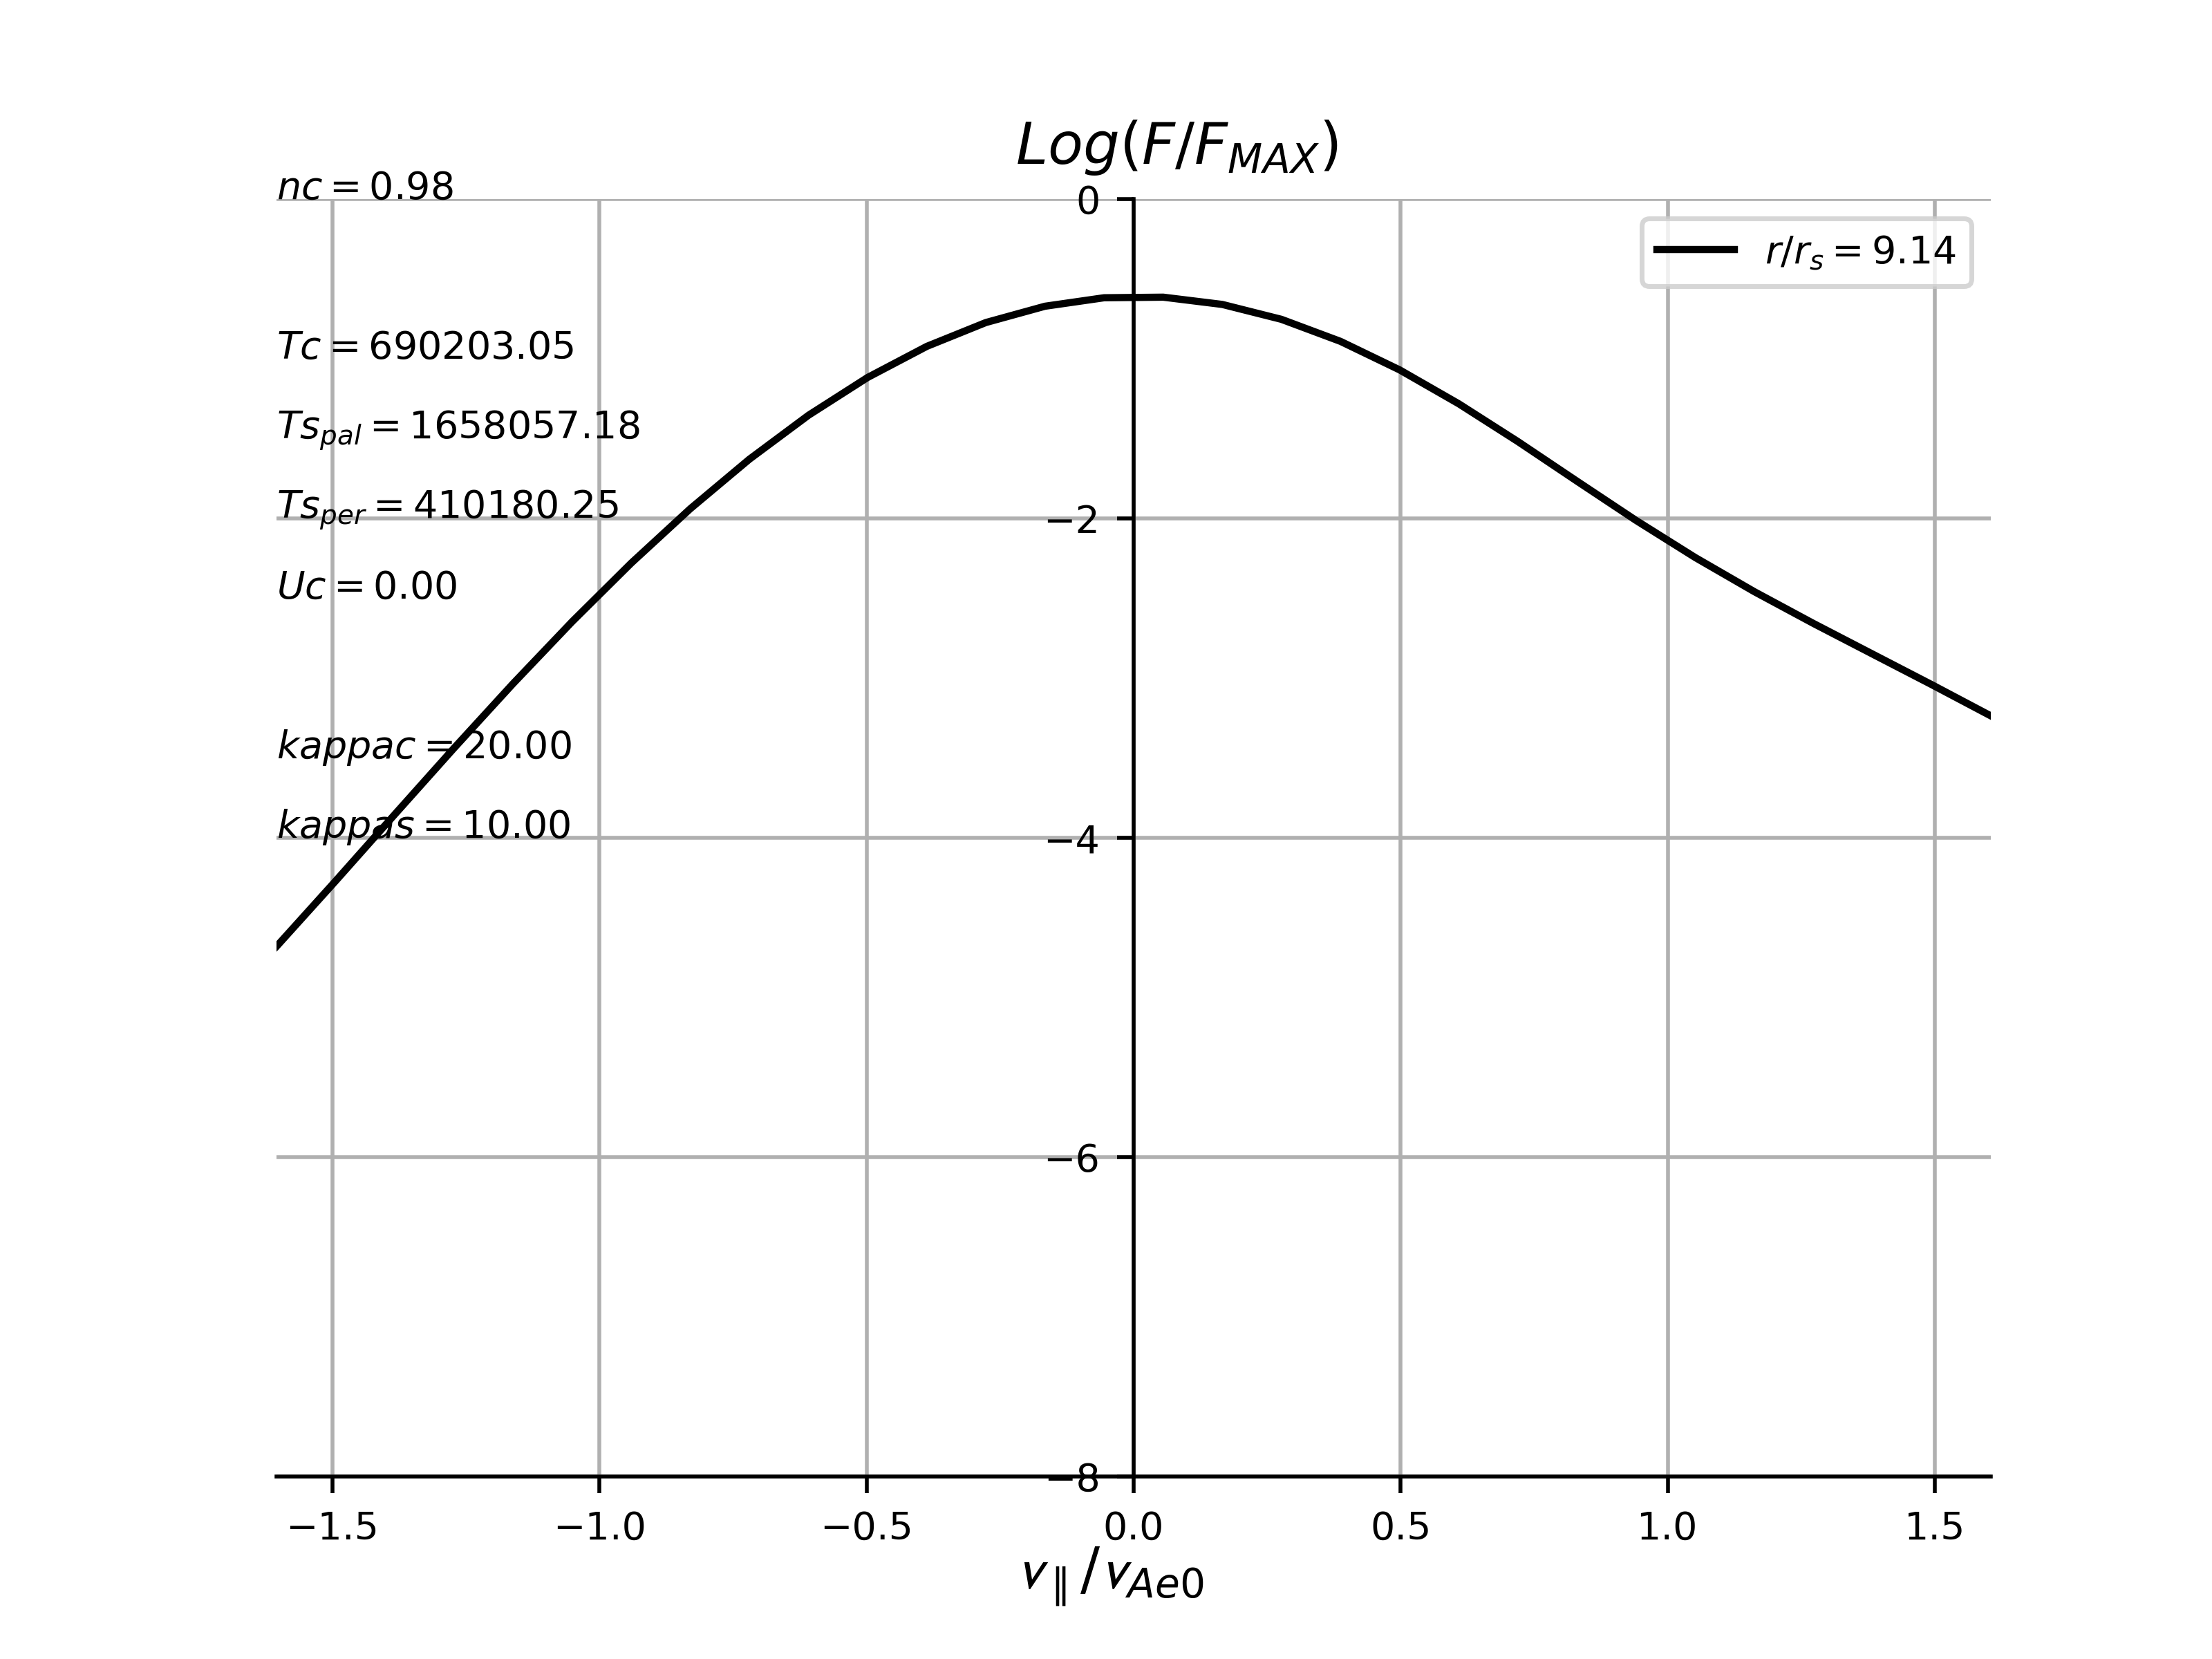 Log(F/F_MAX)
nc = 0.98
0
r/r_s = 9.14
Tc = 690203.05
Ts_pal = 1658057.18
Ts_per = 410180.25
−2
Uc = 0.00
kappac = 20.00
kappas = 10.00
−4
−6
−8
−1.5 −1.0 −0.5 0.0 0.5 1.0 1.5
v_∥/v_Ae0